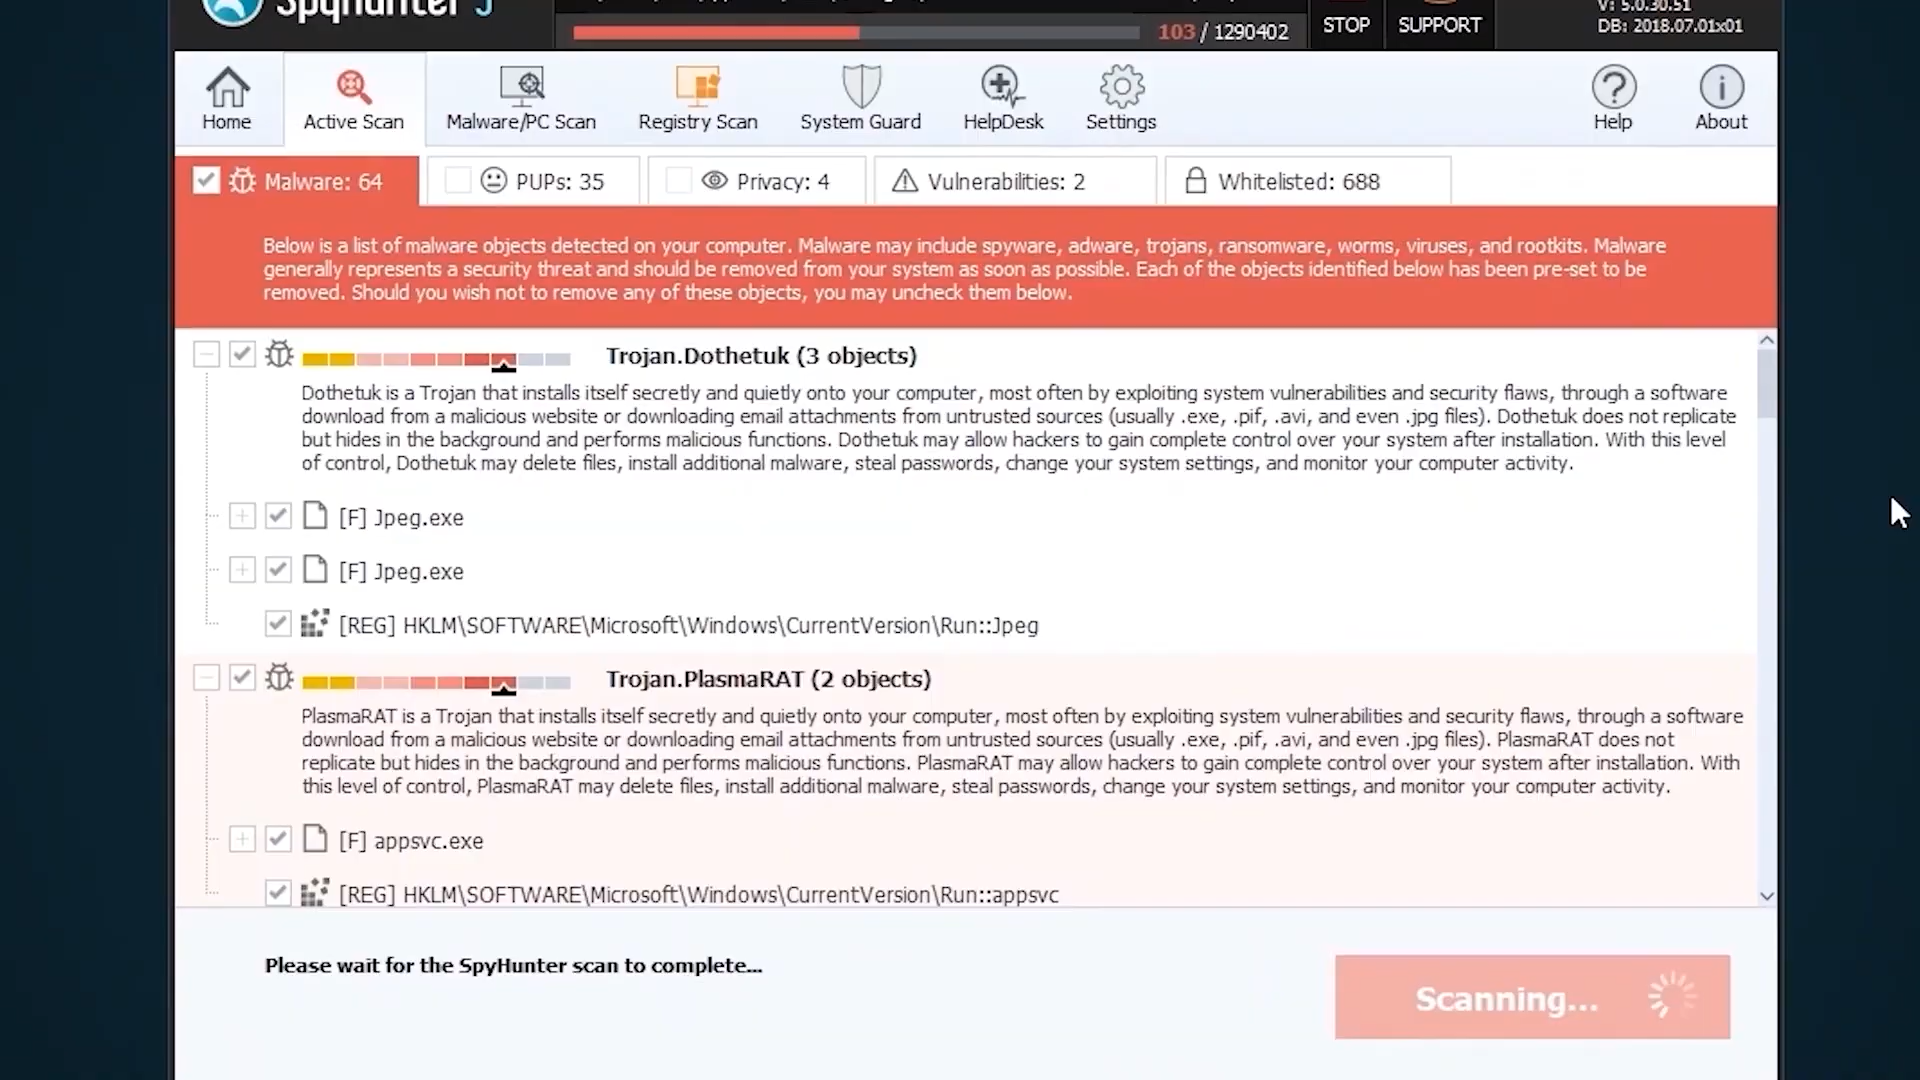 SpyHunter 5
103 / 1290402
STOP
SUPPORT
V: 5.0.30.51
DB: 2018.07.01x01
Home
Active Scan
Malware/PC Scan
Registry Scan
System Guard
HelpDesk
Settings
Help
About
Malware: 64
PUPs: 35
Privacy: 4
Vulnerabilities: 2
Whitelisted: 688
Below is a list of malware objects detected on your computer. Malware may include spyware, adware, trojans, ransomware, worms, viruses, and rootkits. Malware
generally represents a security threat and should be removed from your system as soon as possible. Each of the objects identified below has been pre-set to be
removed. Should you wish not to remove any of these objects, you may uncheck them below.
Trojan.Dothetuk (3 objects)
Dothetuk is a Trojan that installs itself secretly and quietly onto your computer, most often by exploiting system vulnerabilities and security flaws, through a software
download from a malicious website or downloading email attachments from untrusted sources (usually .exe, .pif, .avi, and even .jpg files). Dothetuk does not replicate
but hides in the background and performs malicious functions. Dothetuk may allow hackers to gain complete control over your system after installation. With this level
of control, Dothetuk may delete files, install additional malware, steal passwords, change your system settings, and monitor your computer activity.
[F] Jpeg.exe
[F] Jpeg.exe
[REG] HKLM\SOFTWARE\Microsoft\Windows\CurrentVersion\Run::Jpeg
Trojan.PlasmaRAT (2 objects)
PlasmaRAT is a Trojan that installs itself secretly and quietly onto your computer, most often by exploiting system vulnerabilities and security flaws, through a software
download from a malicious website or downloading email attachments from untrusted sources (usually .exe, .pif, .avi, and even .jpg files). PlasmaRAT does not
replicate but hides in the background and performs malicious functions. PlasmaRAT may allow hackers to gain complete control over your system after installation. With
this level of control, PlasmaRAT may delete files, install additional malware, steal passwords, change your system settings, and monitor your computer activity.
[F] appsvc.exe
[REG] HKLM\SOFTWARE\Microsoft\Windows\CurrentVersion\Run::appsvc
Please wait for the SpyHunter scan to complete...
Scanning...